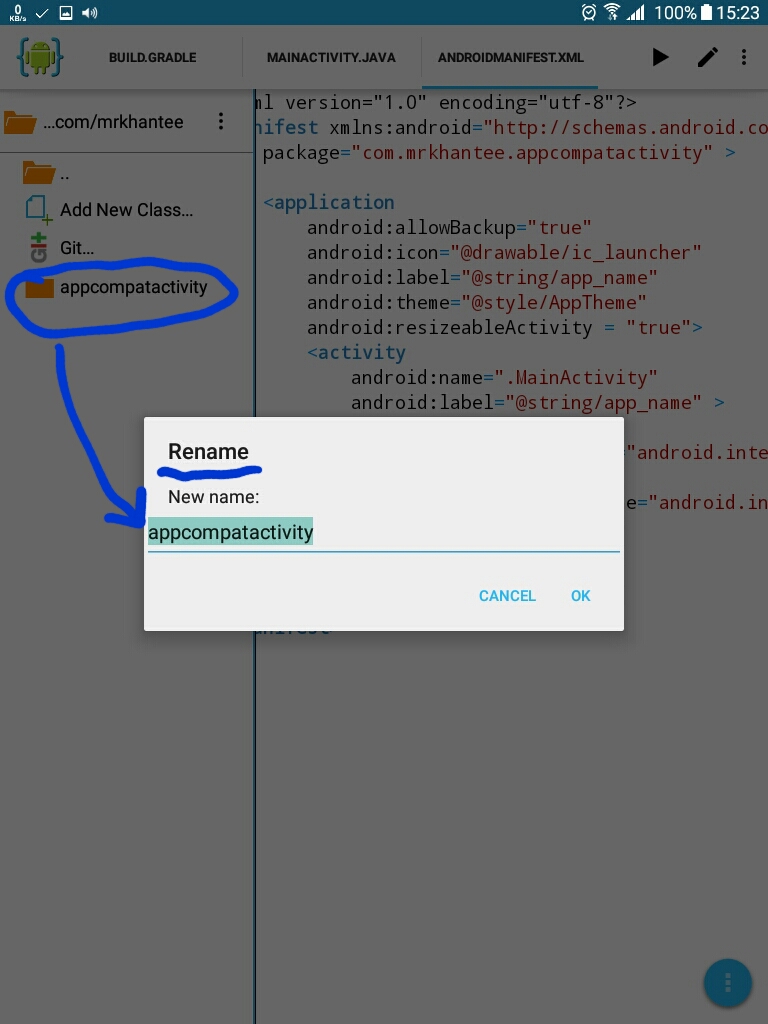 0
KB/s
100%
15:23
BUILD.GRADLE
MAINACTIVITY.JAVA
ANDROIDMANIFEST.XML
...com/mrkhantee
..
Add New Class...
Git...
appcompatactivity
ml version="1.0" encoding="utf-8"?>
nifest xmlns:android="http://schemas.android.co
package="com.mrkhantee.appcompatactivity" >
<application
android:allowBackup="true"
android:icon="@drawable/ic_launcher"
android:label="@string/app_name"
android:theme="@style/AppTheme"
android:resizeableActivity = "true">
<activity
android:name=".MainActivity"
android:label="@string/app_name" >
"android.inte
e="android.in
Rename
New name:
appcompatactivity
CANCEL
OK